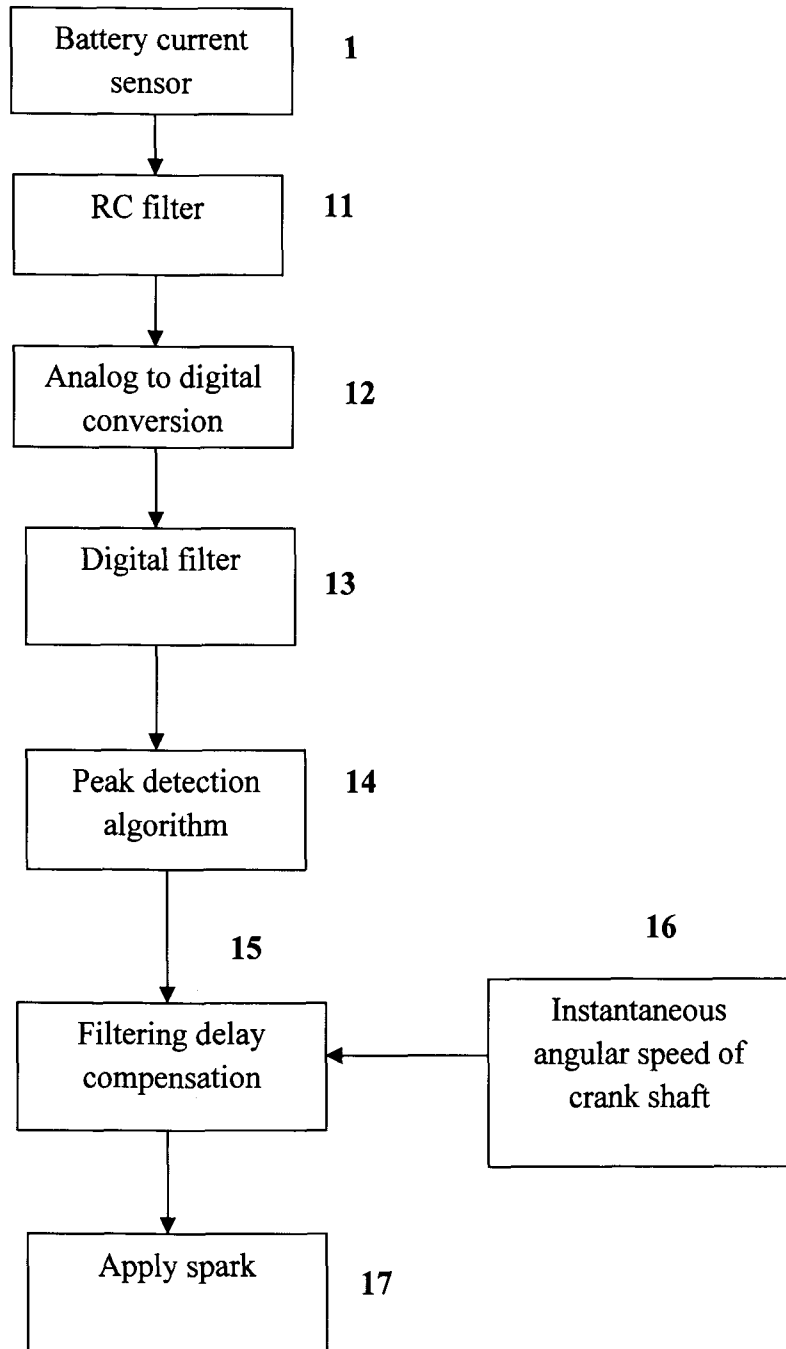 Battery current
sensor
1
RC filter
11
Analog to digital
conversion
12
Digital filter
13
Peak detection
algorithm
14
15
16
Filtering delay
compensation
Instantaneous
angular speed of
crank shaft
Apply spark
17